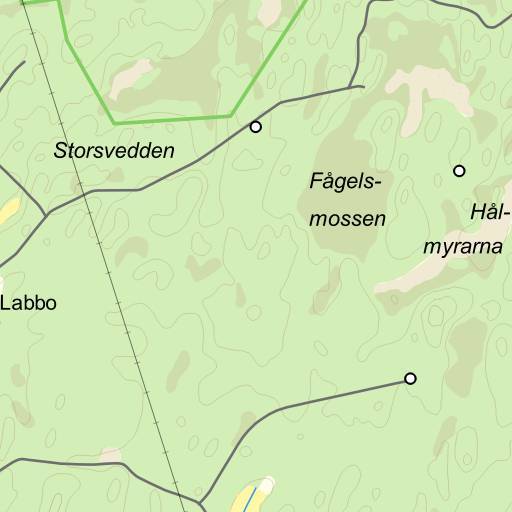 Storsvedden
Fågels-
mossen
Hål-
myrarna
Labbo